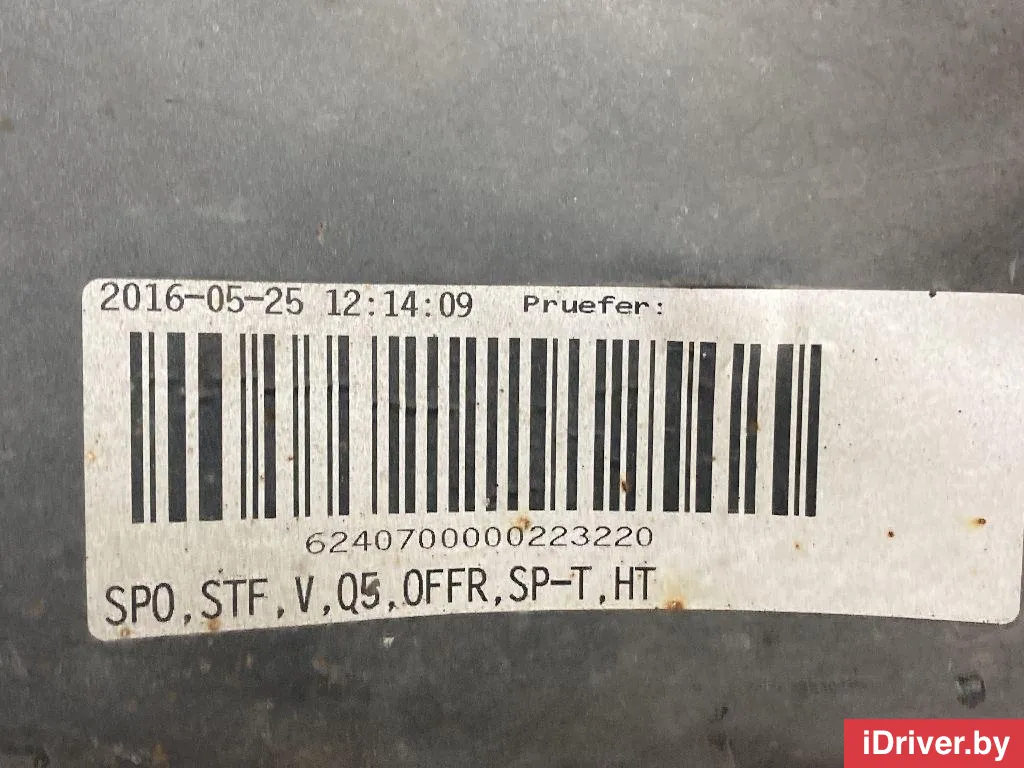 2016-05-25 12:14:09 Pruefer:
6240700000223220
SPO,STF,V,Q5,OFFR,SP-T,HT
iDriver.by